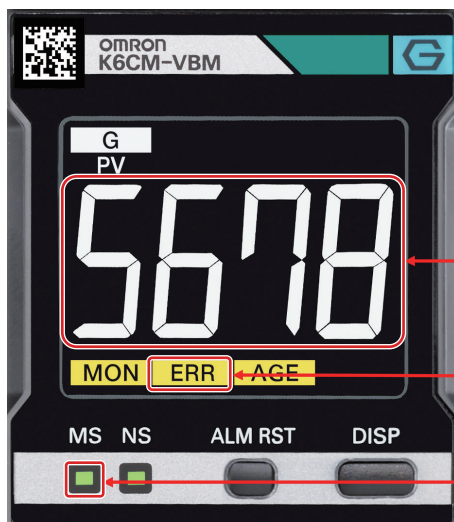 OMRON
K6CM-VBM
G
G
PV
5678
MON ERR AGE
MS NS ALM RST DISP